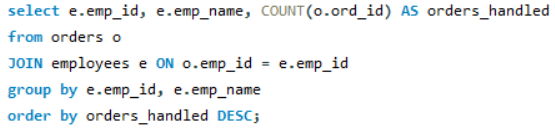 select e.emp_id, e.emp_name, COUNT(o.ord_id) AS orders_handled
from orders o
JOIN employees e ON o.emp_id = e.emp_id
group by e.emp_id, e.emp_name
order by orders_handled DESC;